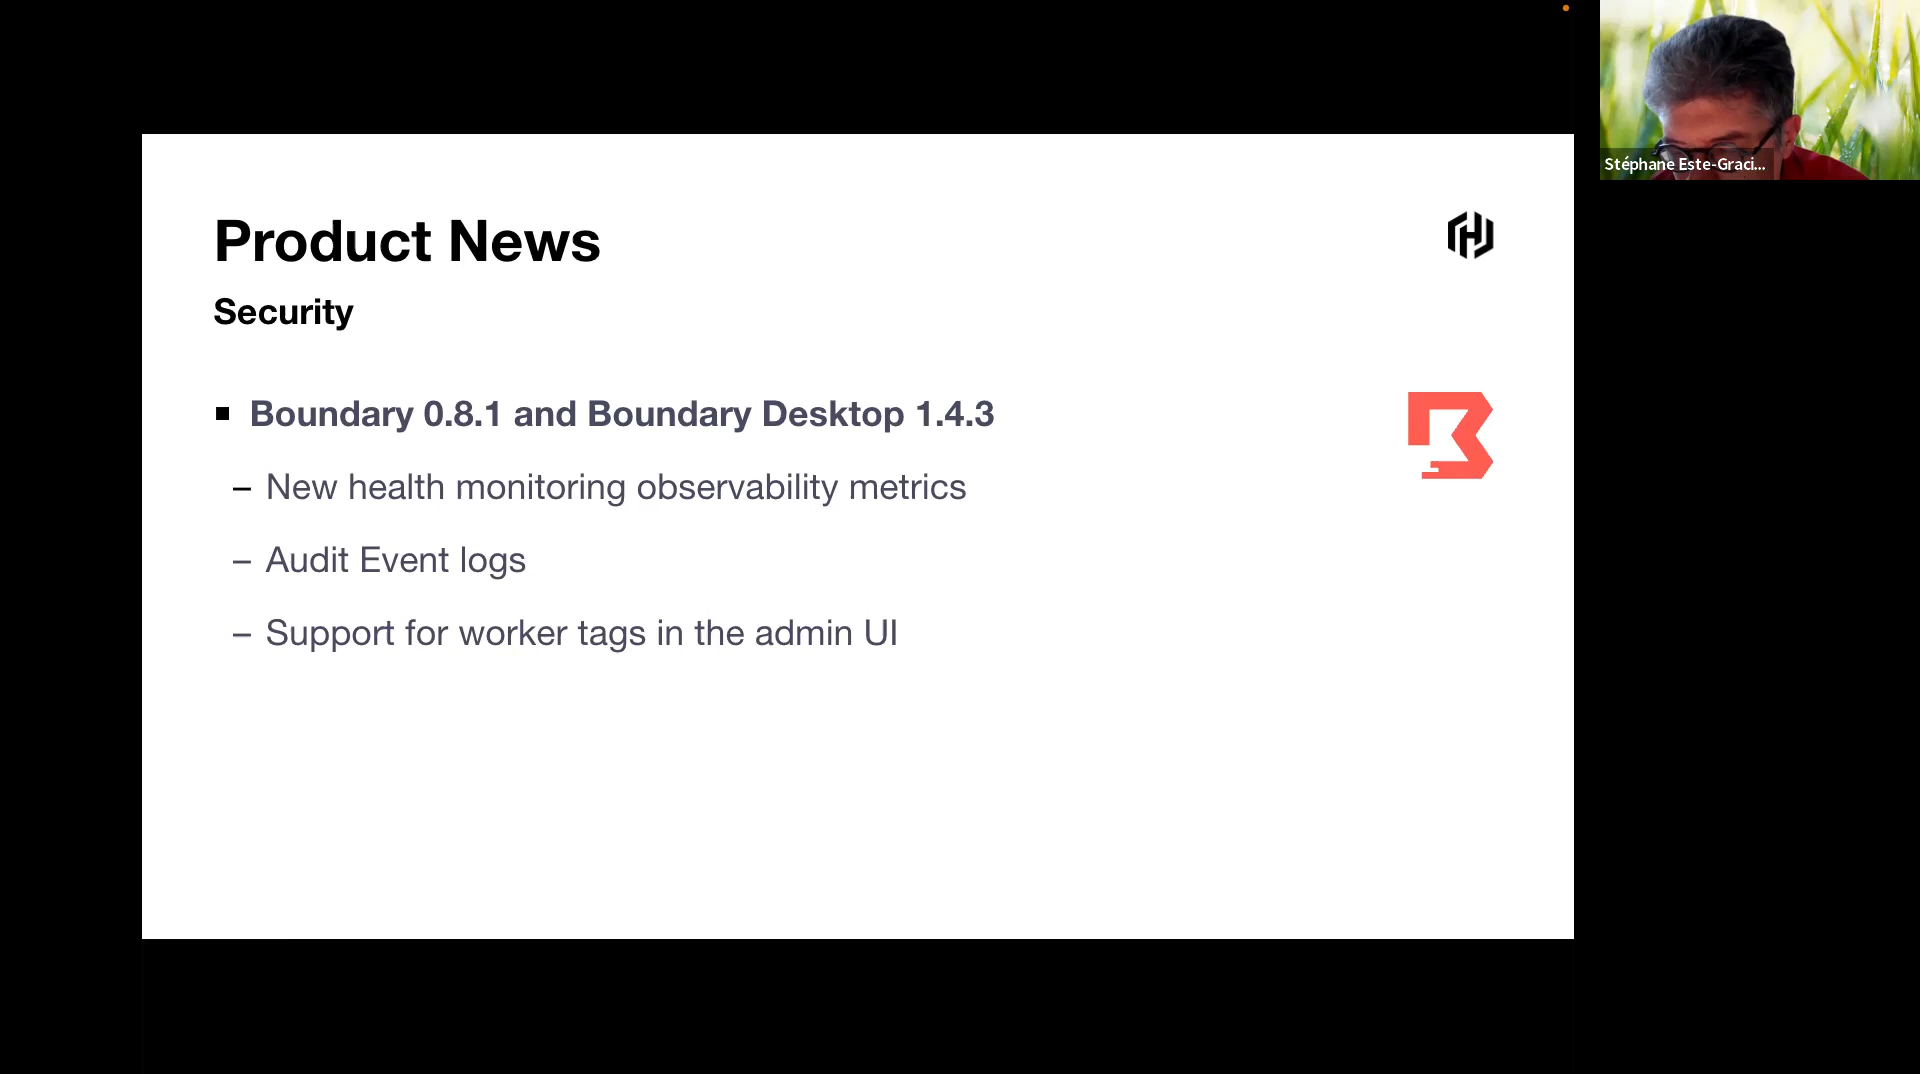 Product News
Security
Boundary 0.8.1 and Boundary Desktop 1.4.3
– New health monitoring observability metrics
– Audit Event logs
– Support for worker tags in the admin UI
Stéphane Este-Graci...